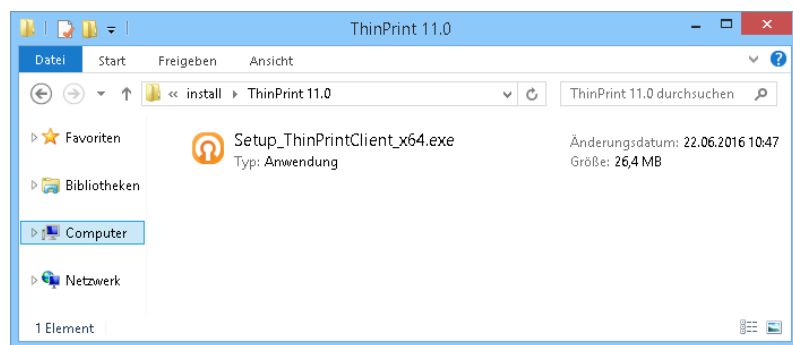 ThinPrint 11.0
Datei Start Freigeben Ansicht
« install ▸ ThinPrint 11.0 ThinPrint 11.0 durchsuchen
Favoriten
Bibliotheken
Computer
Netzwerk
Setup_ThinPrintClient_x64.exe
Typ: Anwendung
Änderungsdatum: 22.06.2016 10:47
Größe: 26,4 MB
1 Element